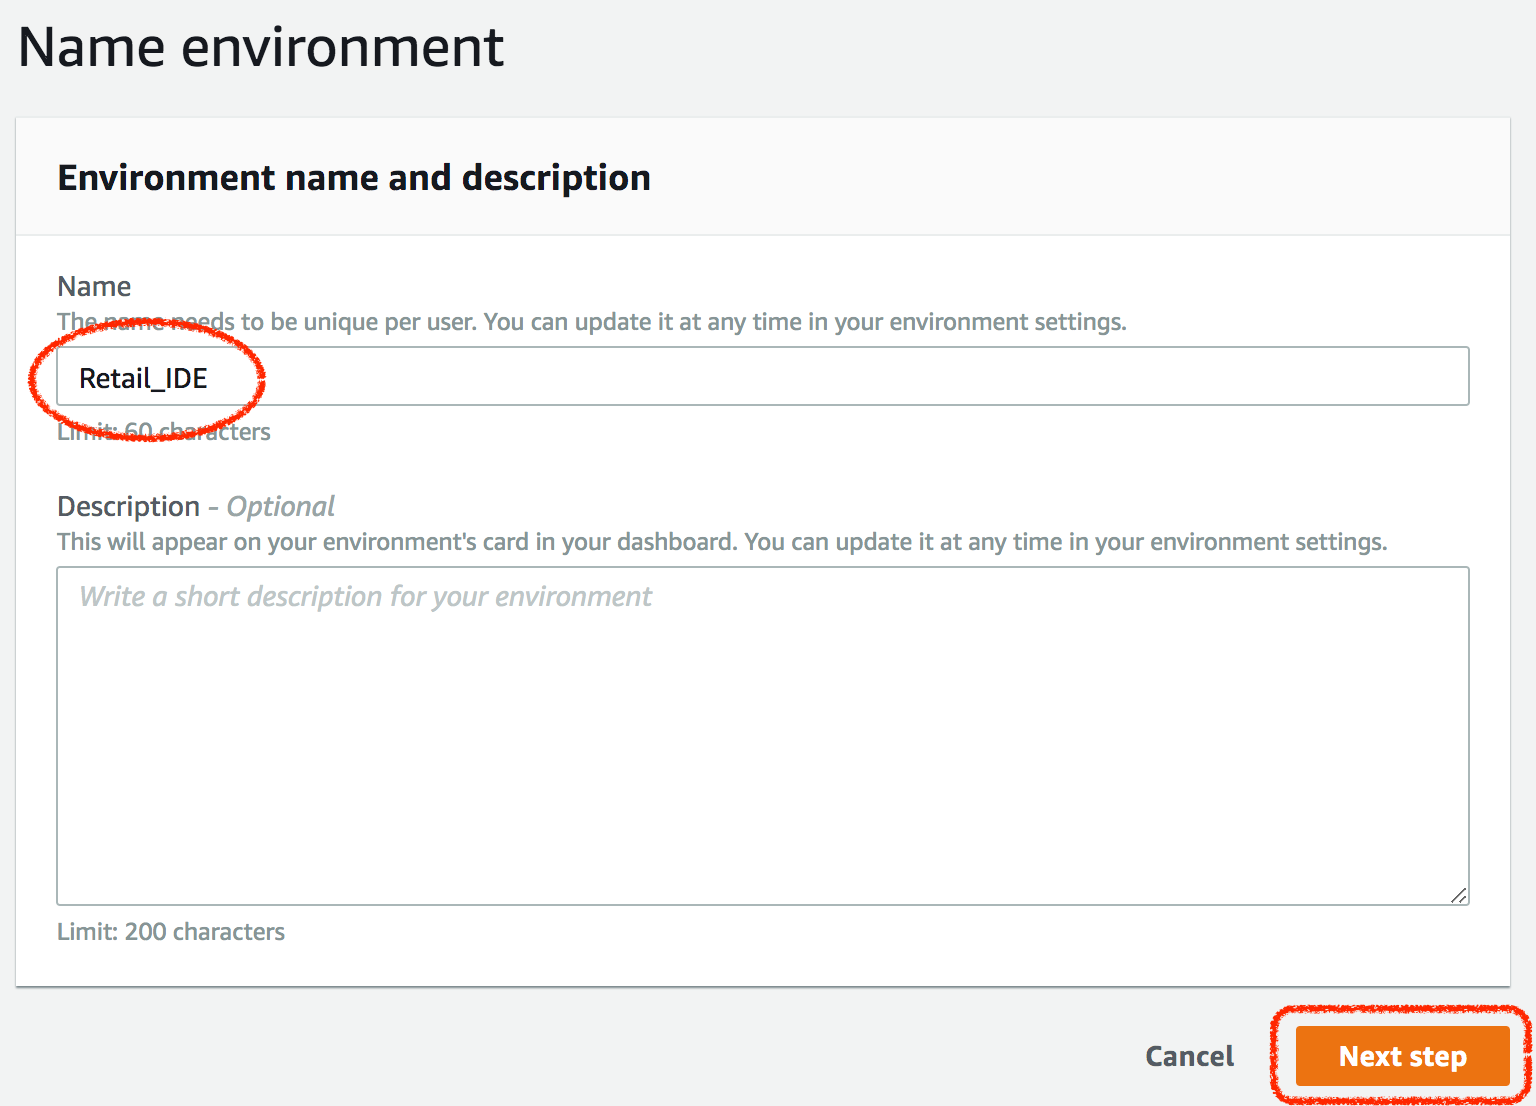 Name environment
Environment name and description
Name
The name needs to be unique per user. You can update it at any time in your environment settings.
Retail_IDE
Limit: 60 characters
Description - Optional
This will appear on your environment's card in your dashboard. You can update it at any time in your environment settings.
Write a short description for your environment
Limit: 200 characters
Cancel
Next step